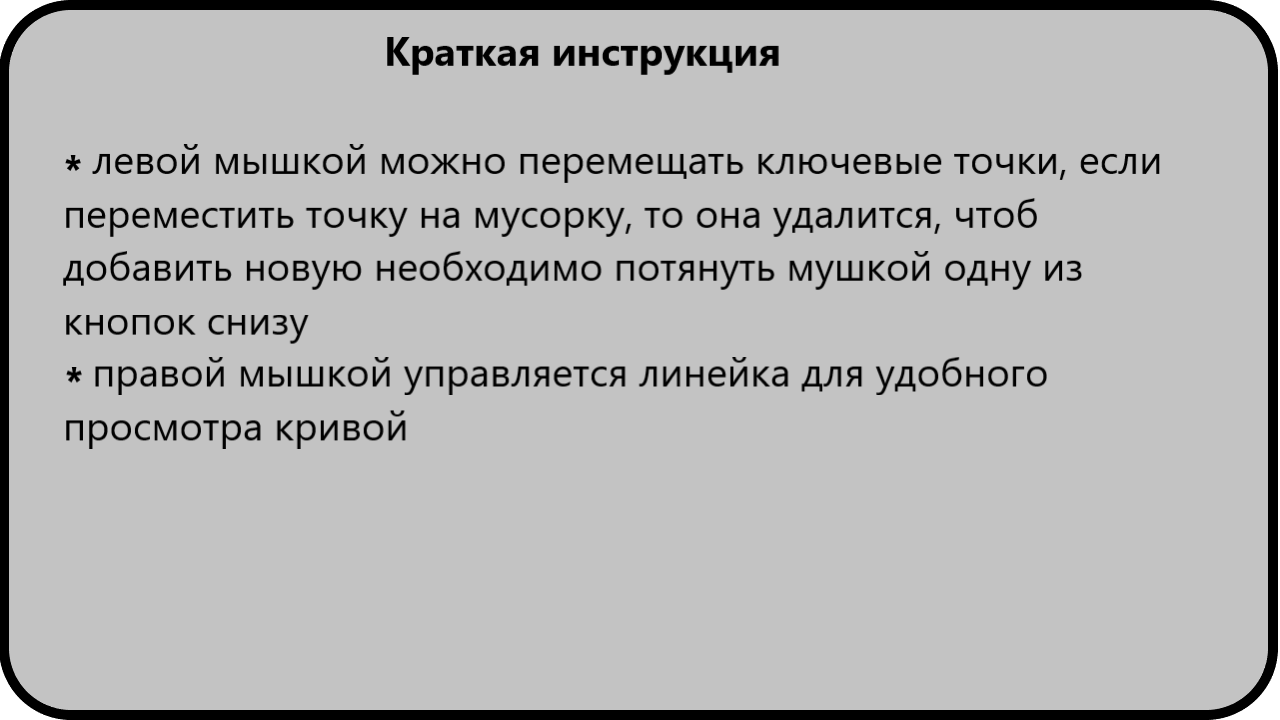 Краткая инструкция
* левой мышкой можно перемещать ключевые точки, если
переместить точку на мусорку, то она удалится, чтоб
добавить новую необходимо потянуть мушкой одну из
кнопок снизу
* правой мышкой управляется линейка для удобного
просмотра кривой